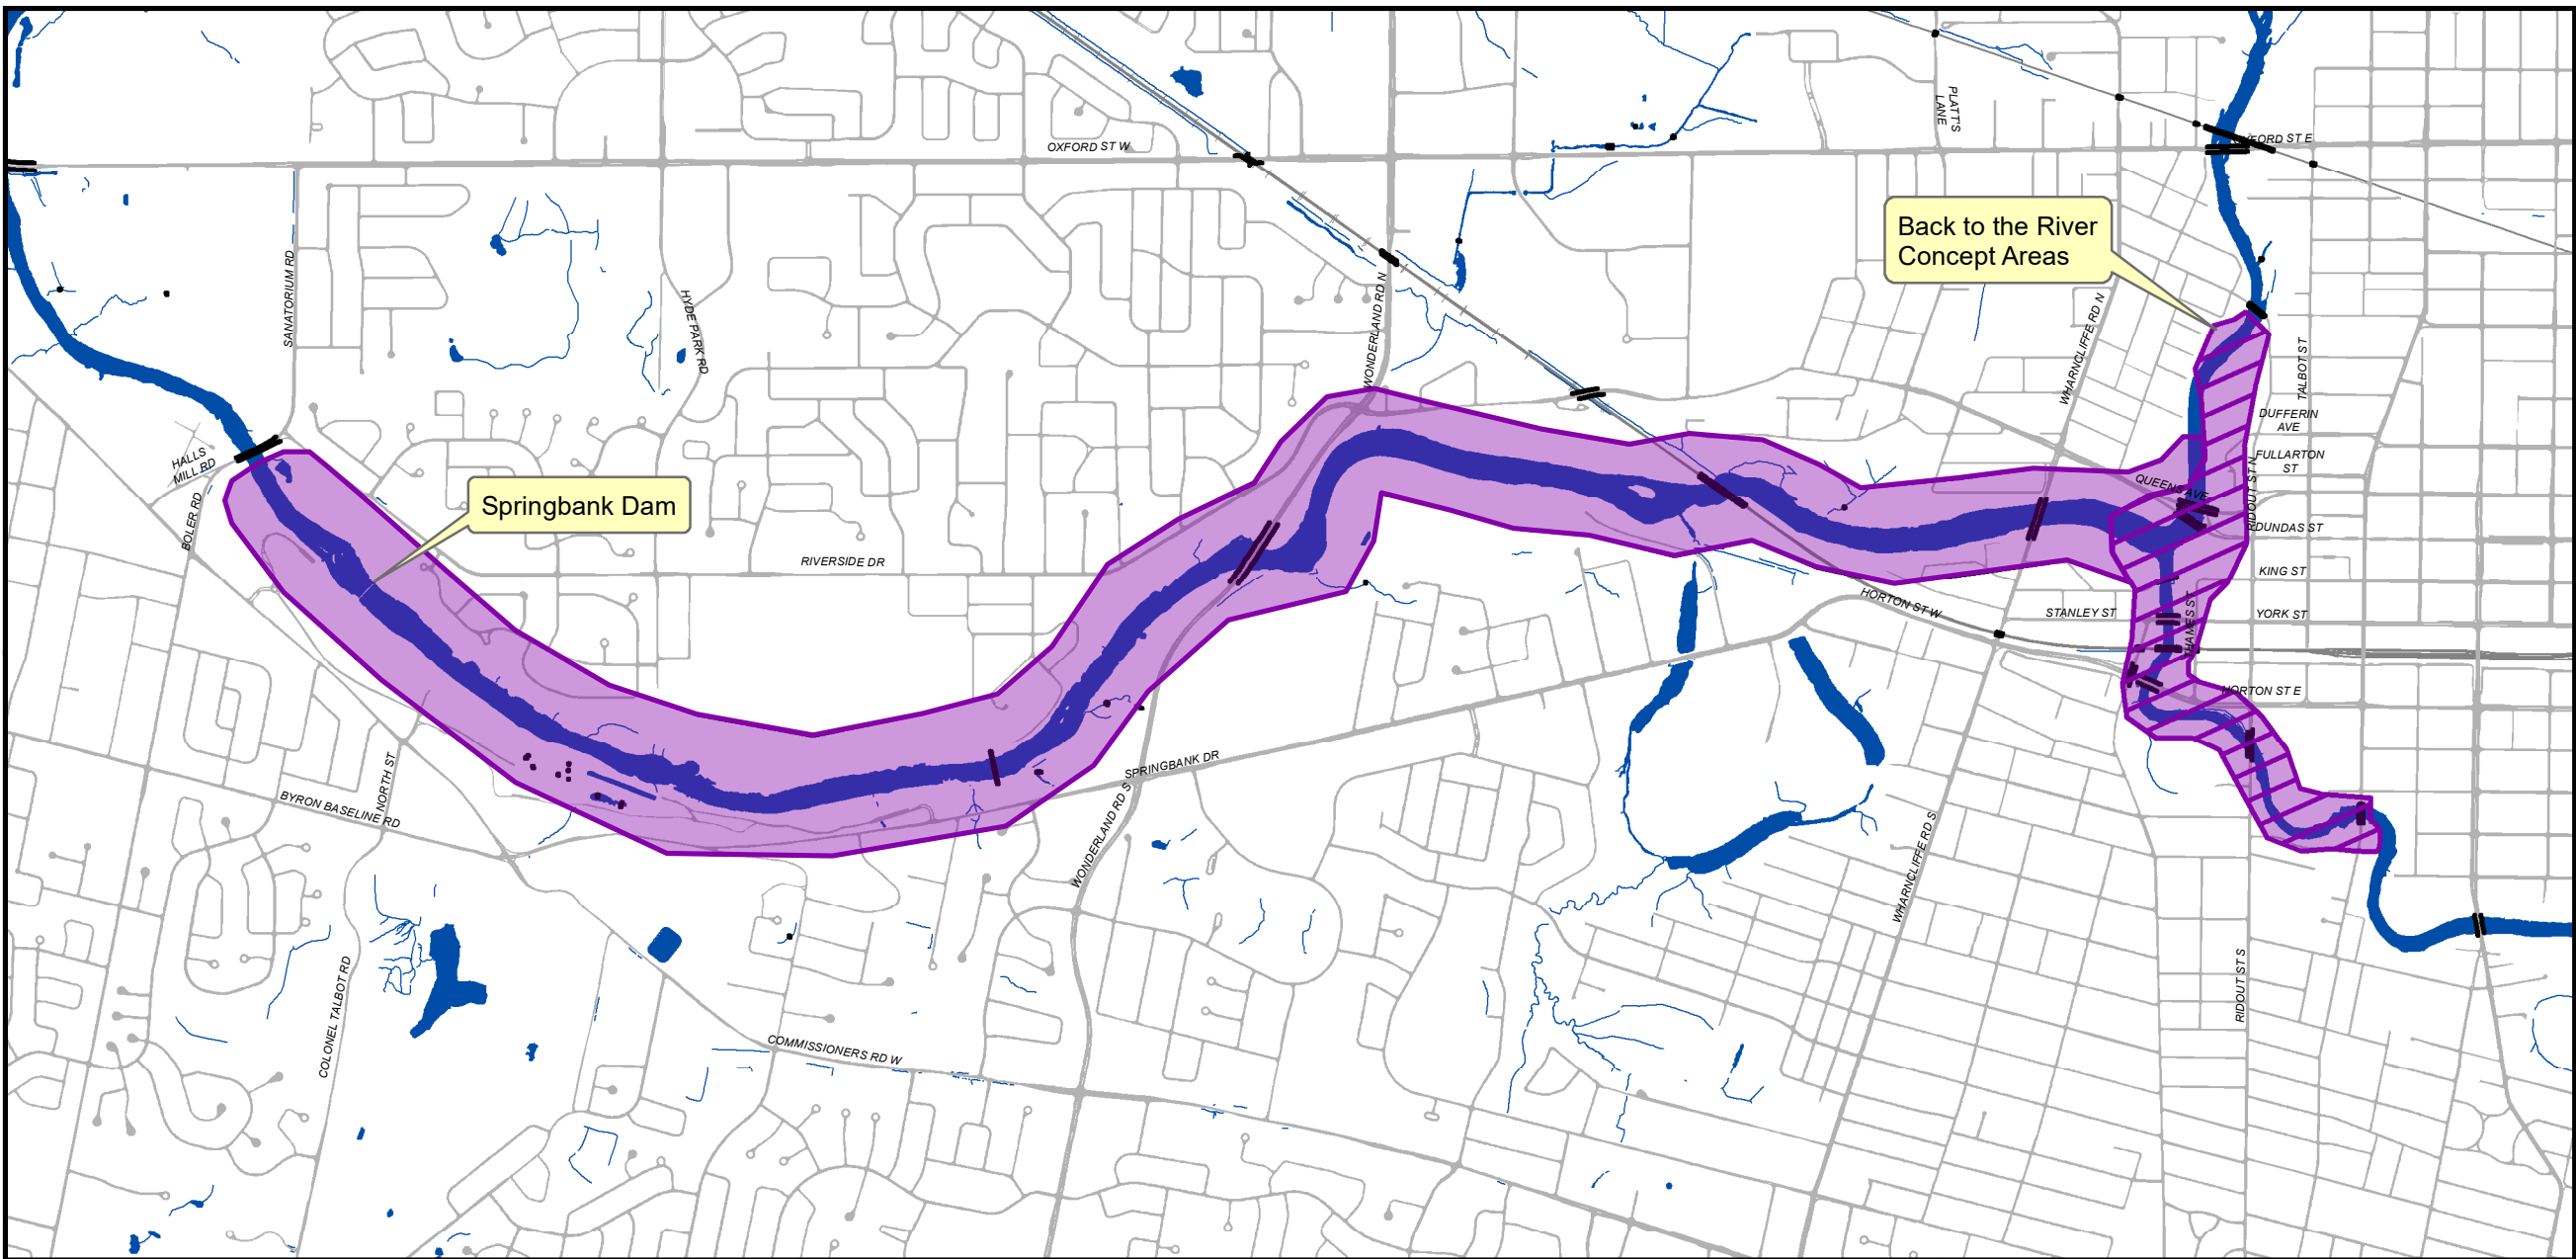 PLATT'S
LANE
OXFORD ST W
XFORD ST E
Back to the River
Concept Areas
SANATORIUM RD
HYDE PARK RD
WONDERLAND RD N
WHARNCLIFFE RD N
TALBOT ST
DUFFERIN
AVE
HALLS
MILL RD
FULLARTON
ST
QUEENS AVE
RIDOUT ST N
BOLER RD
Springbank Dam
DUNDAS ST
RIVERSIDE DR
KING ST
HORTON ST W
STANLEY ST
THAMES ST
YORK ST
HORTON ST E
SPRINGBANK DR
NORTH ST
BYRON BASELINE RD
WONDERLAND RD S
WHARNCLIFFE RD S
COLONEL TALBOT RD
RIDOUT ST S
COMMISSIONERS RD W